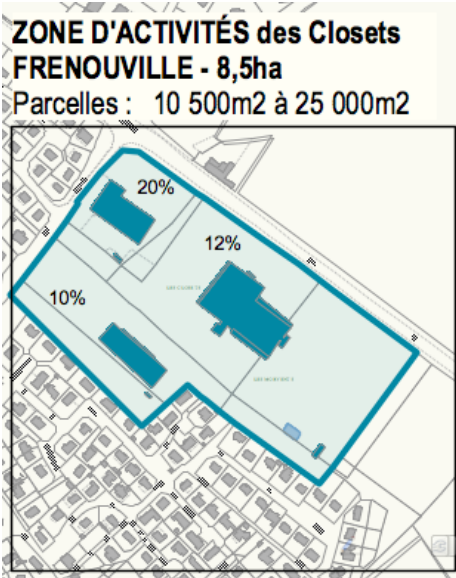 ZONE D'ACTIVITÉS des Closets
FRENOUVILLE - 8,5ha
Parcelles : 10 500m2 à 25 000m2
20%
12%
10%